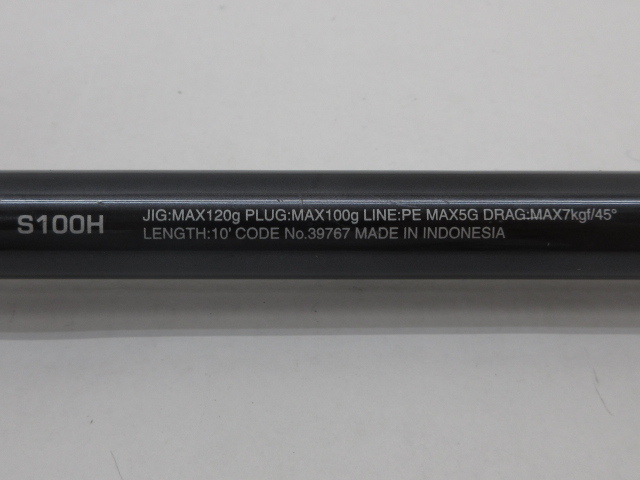 S100H
JIG:MAX120g PLUG:MAX100g LINE:PE MAX5G DRAG:MAX7kgf/45°
LENGTH:10' CODE No.39767 MADE IN INDONESIA